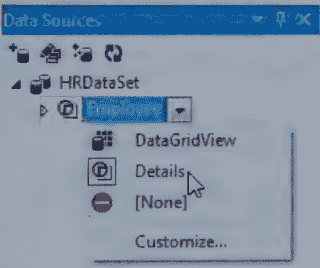 Data Sources
HRDataSet
DataGridView
Details
[None]
Customize...